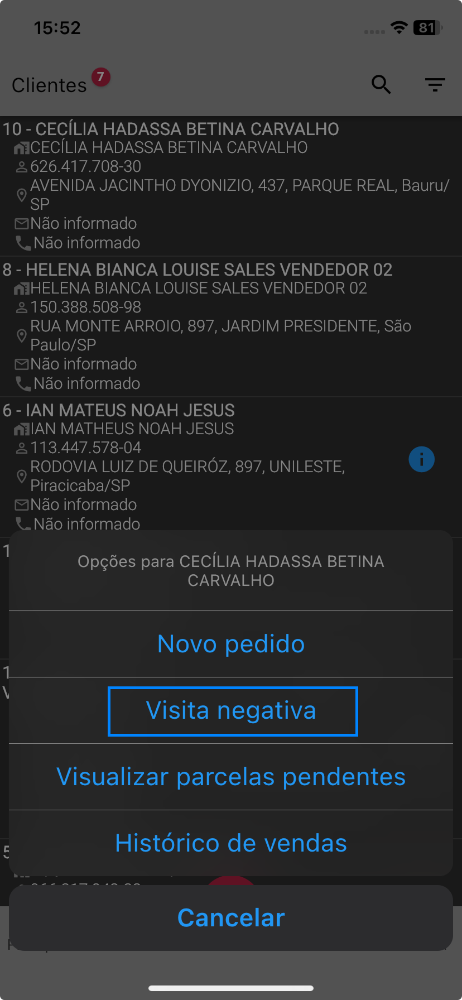 15:52
81
Clientes 7
10 - CECÍLIA HADASSA BETINA CARVALHO
CECÍLIA HADASSA BETINA CARVALHO
626.417.708-30
AVENIDA JACINTHO DYONIZIO, 437, PARQUE REAL, Bauru/
SP
Não informado
Não informado
8 - HELENA BIANCA LOUISE SALES VENDEDOR 02
HELENA BIANCA LOUISE SALES VENDEDOR 02
150.388.508-98
RUA MONTE ARROIO, 897, JARDIM PRESIDENTE, São
Paulo/SP
Não informado
Não informado
6 - IAN MATEUS NOAH JESUS
IAN MATHEUS NOAH JESUS
113.447.578-04
RODOVIA LUIZ DE QUEIRÓZ, 897, UNILESTE,
Piracicaba/SP
Não informado
Não informado
1
Opções para CECÍLIA HADASSA BETINA
CARVALHO
Novo pedido
1
V
Visita negativa
Visualizar parcelas pendentes
Histórico de vendas
5
Cancelar